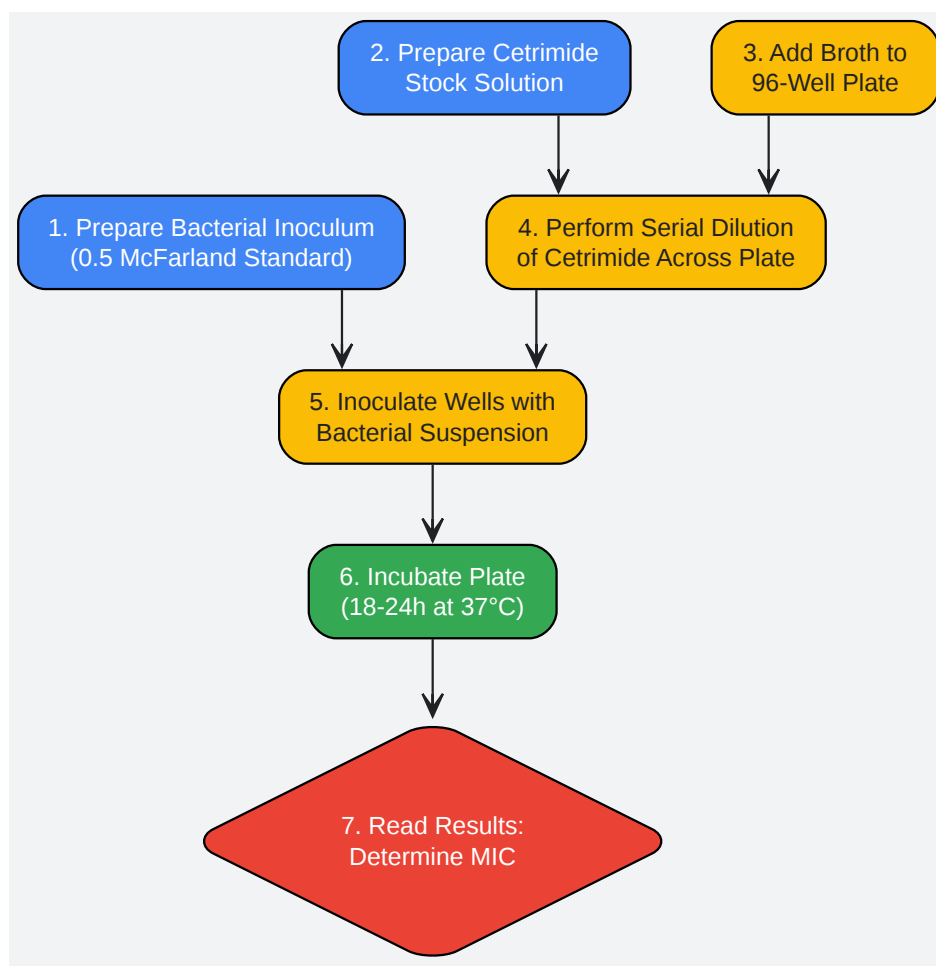 2. Prepare Cetrimide
Stock Solution
3. Add Broth to
96-Well Plate
1. Prepare Bacterial Inoculum
(0.5 McFarland Standard)
4. Perform Serial Dilution
of Cetrimide Across Plate
5. Inoculate Wells with
Bacterial Suspension
6. Incubate Plate
(18-24h at 37°C)
7. Read Results:
Determine MIC